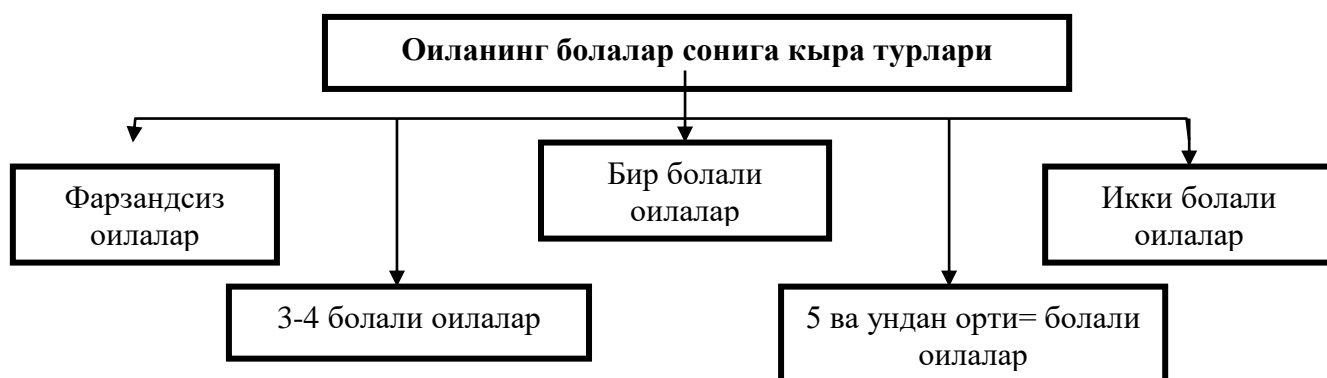 Оиланинг болалар сонига кыра турлари
Фарзандсиз
оилалар
Бир болали
оилалар
Икки болали
оилалар
3-4 болали оилалар
5 ва ундан орти= болали
оилалар